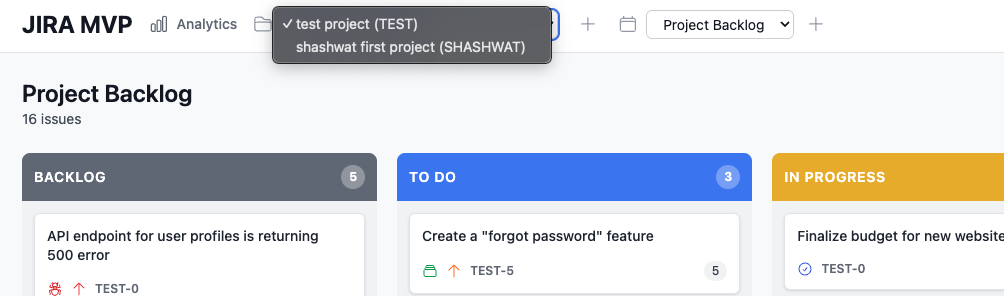 JIRA MVP
Analytics
✓ test project (TEST)
shashwat first project (SHASHWAT)
Project Backlog
Project Backlog
16 issues
BACKLOG 5
API endpoint for user profiles is returning
500 error
TEST-0
TO DO 3
Create a "forgot password" feature
TEST-5 5
IN PROGRESS
Finalize budget for new website
TEST-0